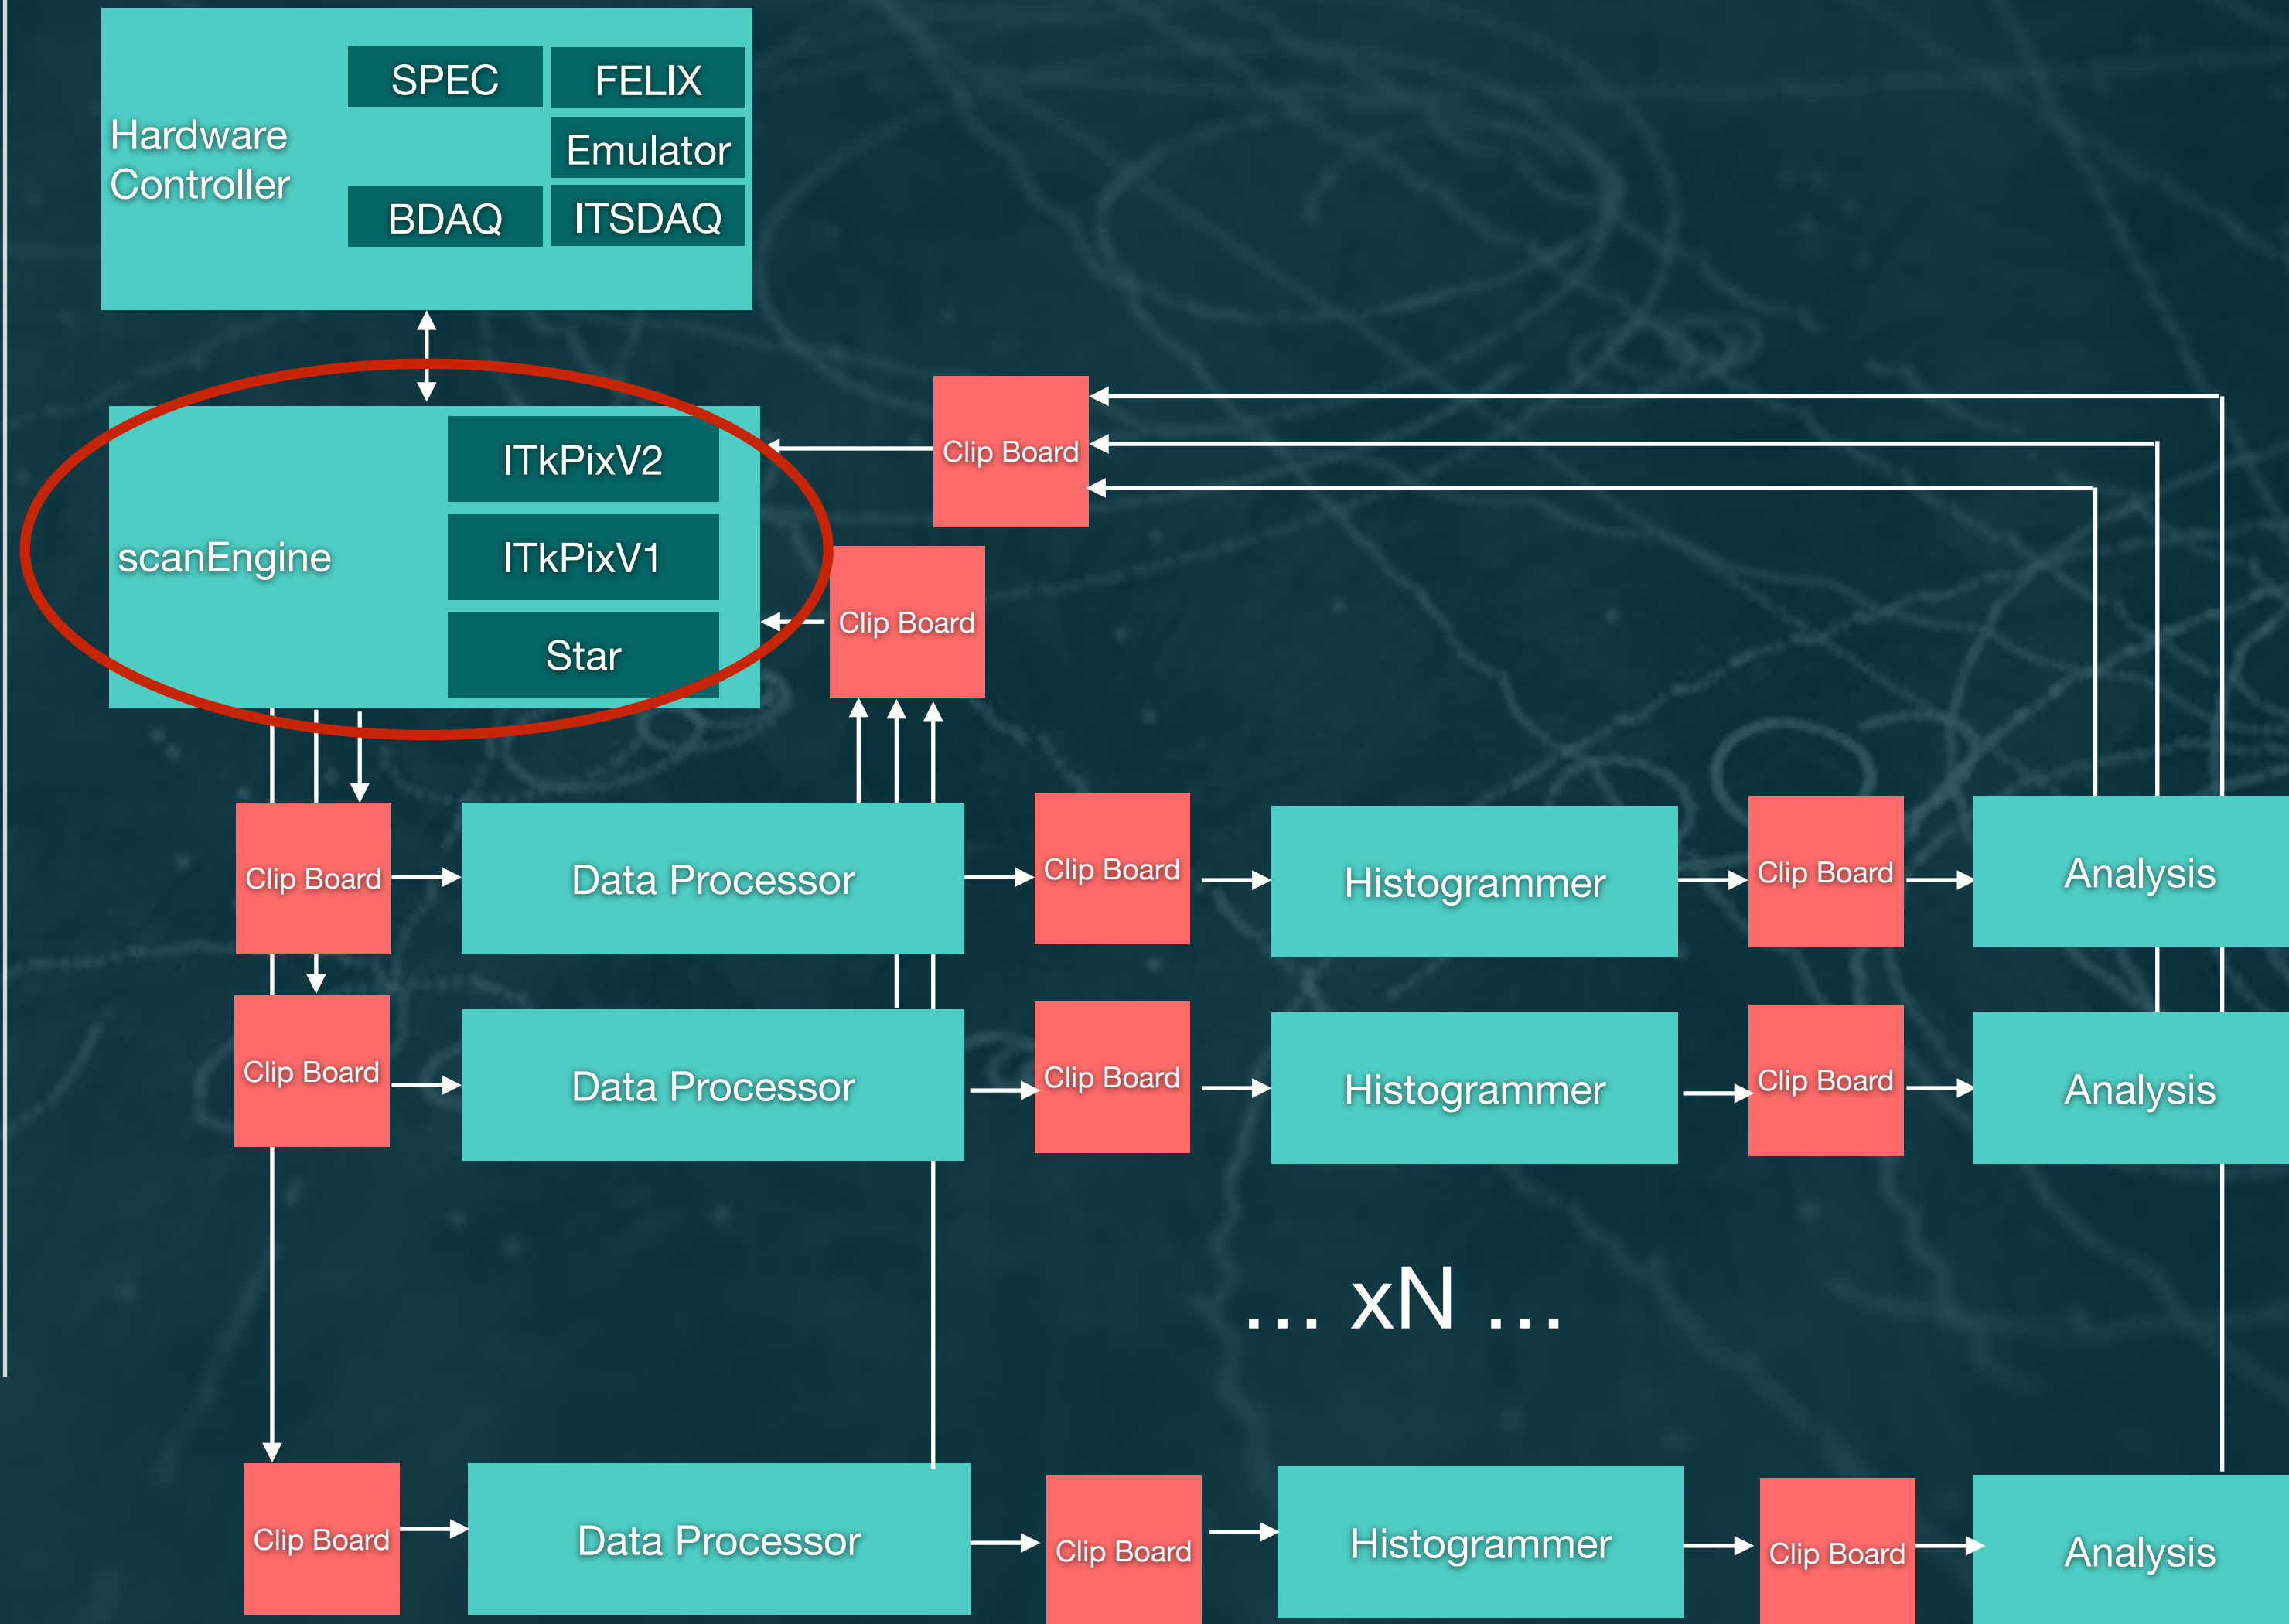 SPEC
FELIX
Hardware
Controller
Emulator
BDAQ
ITSDAQ
ITkPixV2
Clip Board
scanEngine
ITkPixV1
Clip Board
Star
Clip Board
Data Processor
Clip Board
Histogrammer
Clip Board
Analysis
Clip Board
Data Processor
Clip Board
Histogrammer
Clip Board
Analysis
... xN ...
Clip Board
Data Processor
Clip Board
Histogrammer
Clip Board
Analysis